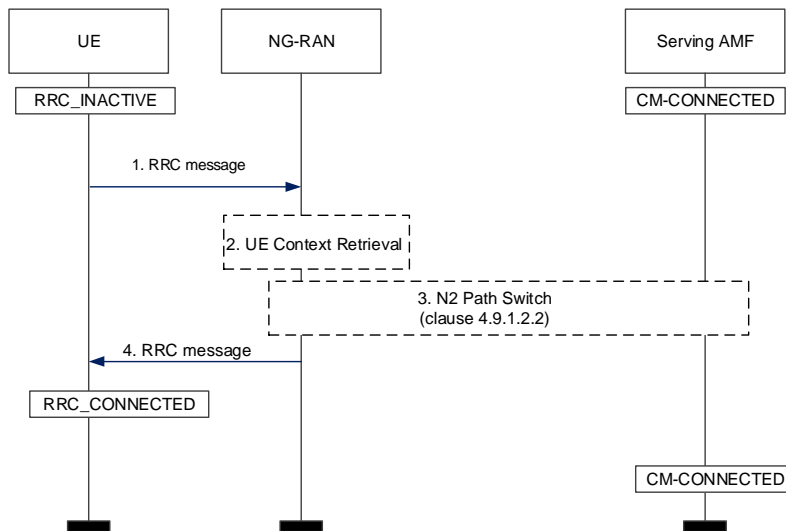 UE
NG-RAN
Serving AMF
RRC_INACTIVE
CM-CONNECTED
1. RRC message
2. UE Context Retrieval
3. N2 Path Switch
(clause 4.9.1.2.2)
4. RRC message
RRC_CONNECTED
CM-CONNECTED